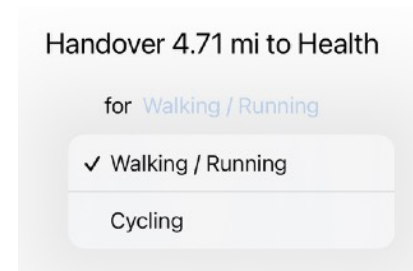 Handover 4.71 mi to Health
for Walking / Running
✓ Walking / Running
Cycling